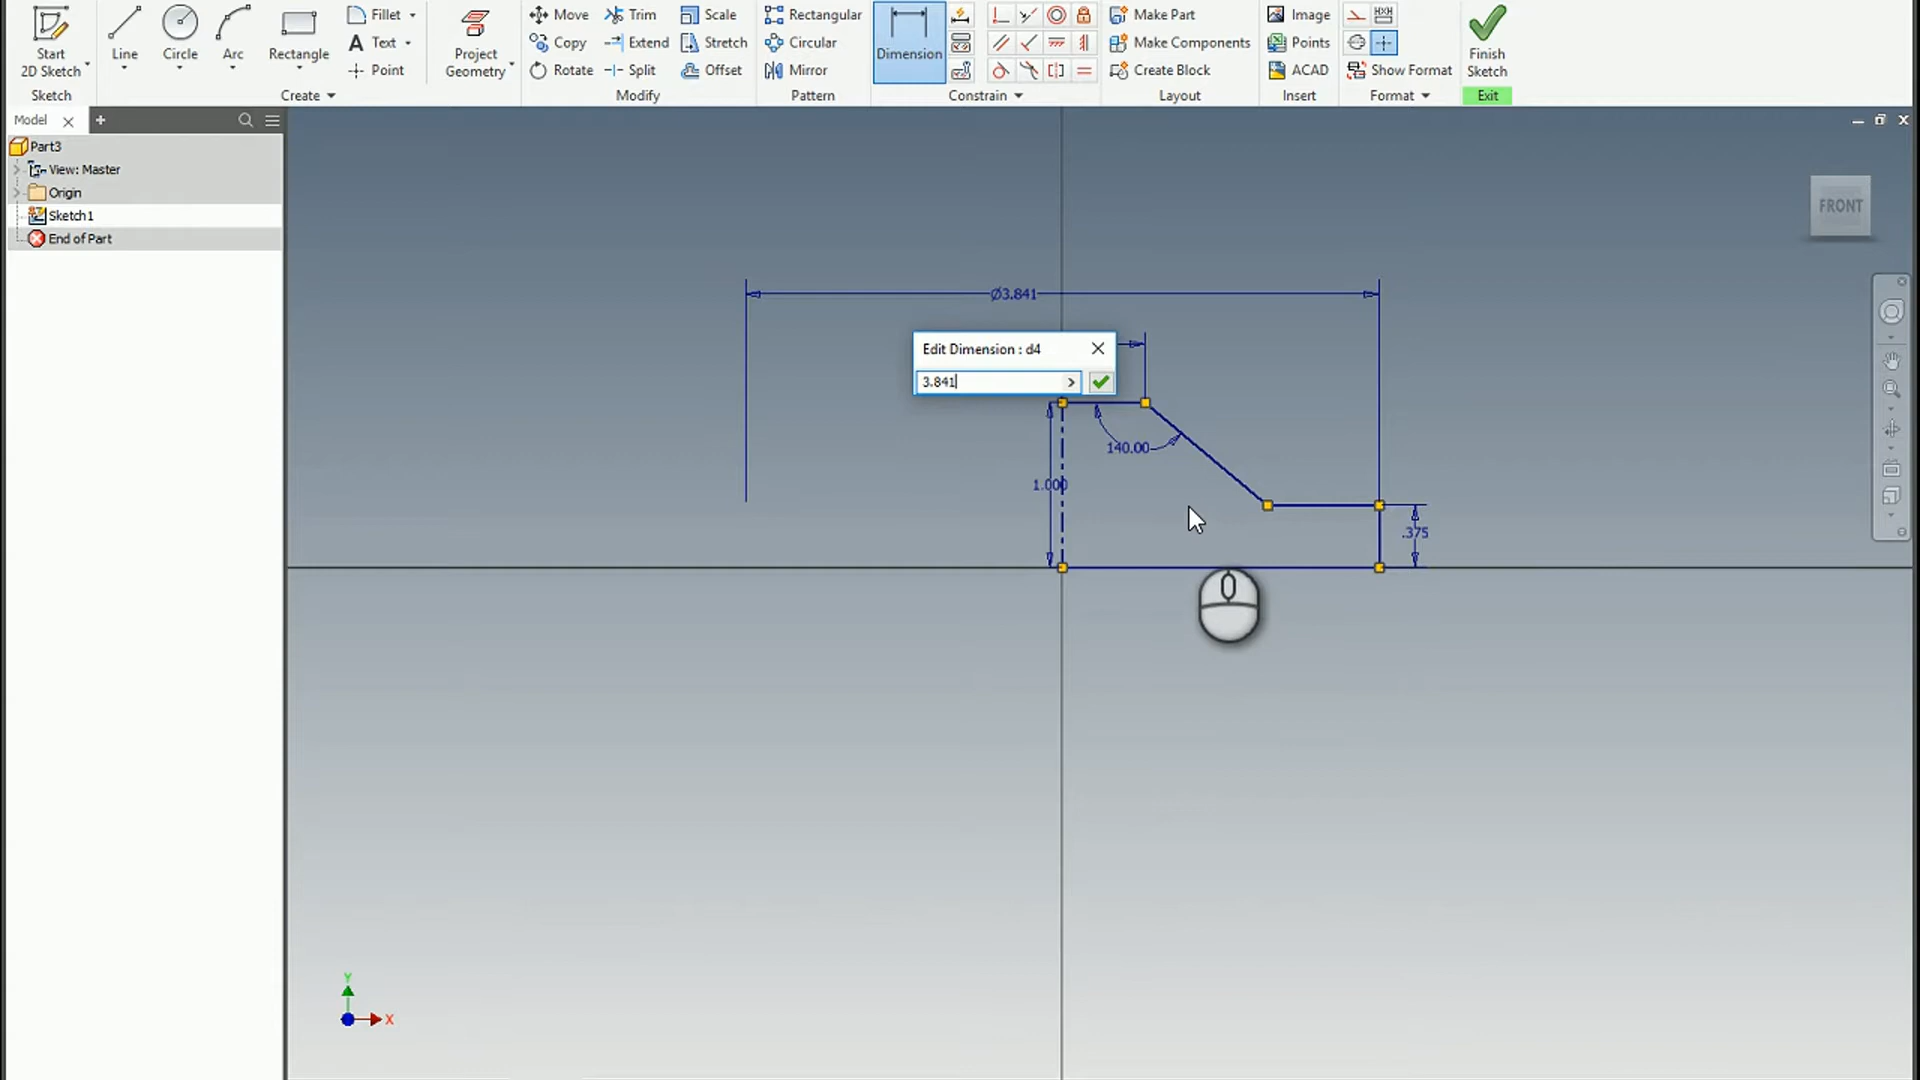 Start
2D Sketch
Line
Circle
Arc
Rectangle
Fillet
Text
Point
Project
Geometry
Move
Copy
Rotate
Trim
Extend
Split
Scale
Stretch
Offset
Rectangular
Circular
Mirror
Dimension
Make Part
Make Components
Create Block
Image
Points
ACAD
Show Format
Finish
Sketch
Sketch
Create
Modify
Pattern
Constrain
Layout
Insert
Format
Exit
Model
Part3
View: Master
Origin
Sketch1
End of Part
FRONT
Ø3.841
Edit Dimension : d4
3.841
140.00
1.000
.375
Y
X